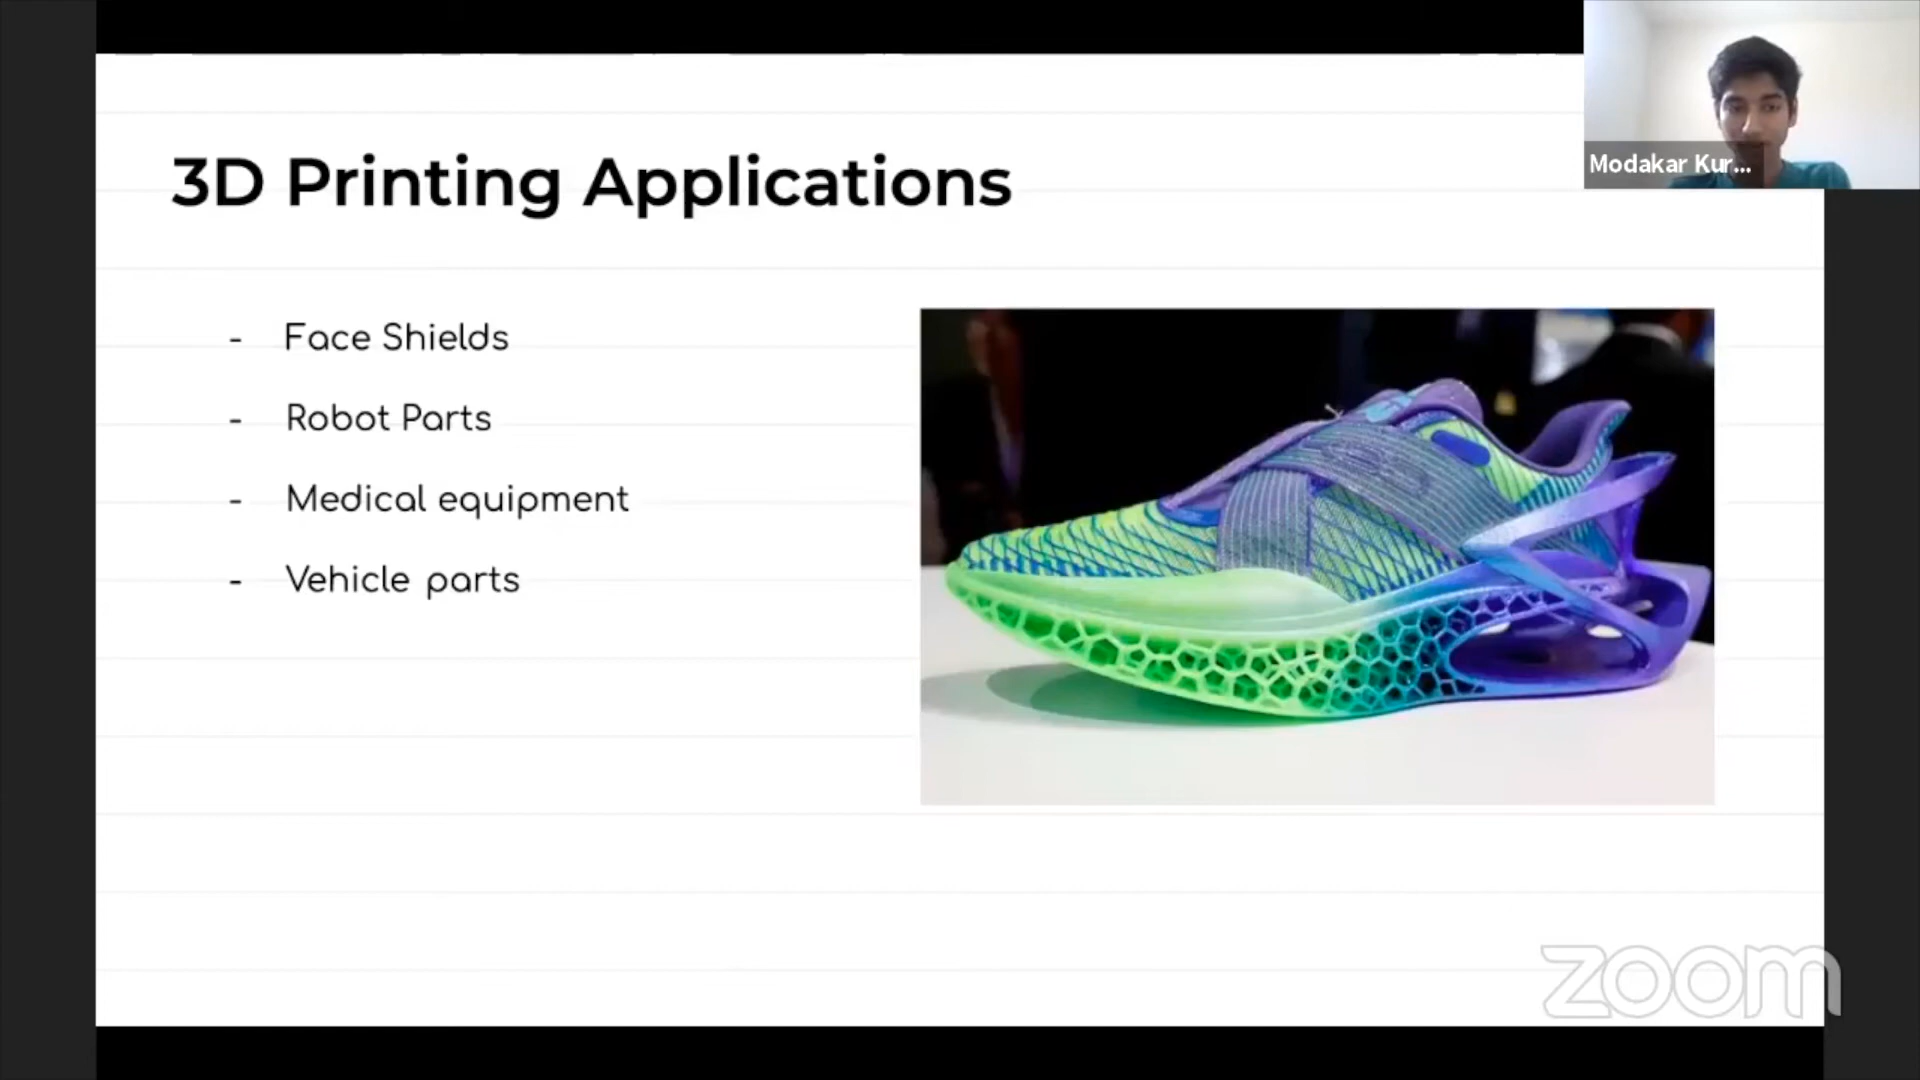 Modakar Kur...
3D Printing Applications
- Face Shields
- Robot Parts
- Medical equipment
- Vehicle parts
zoom